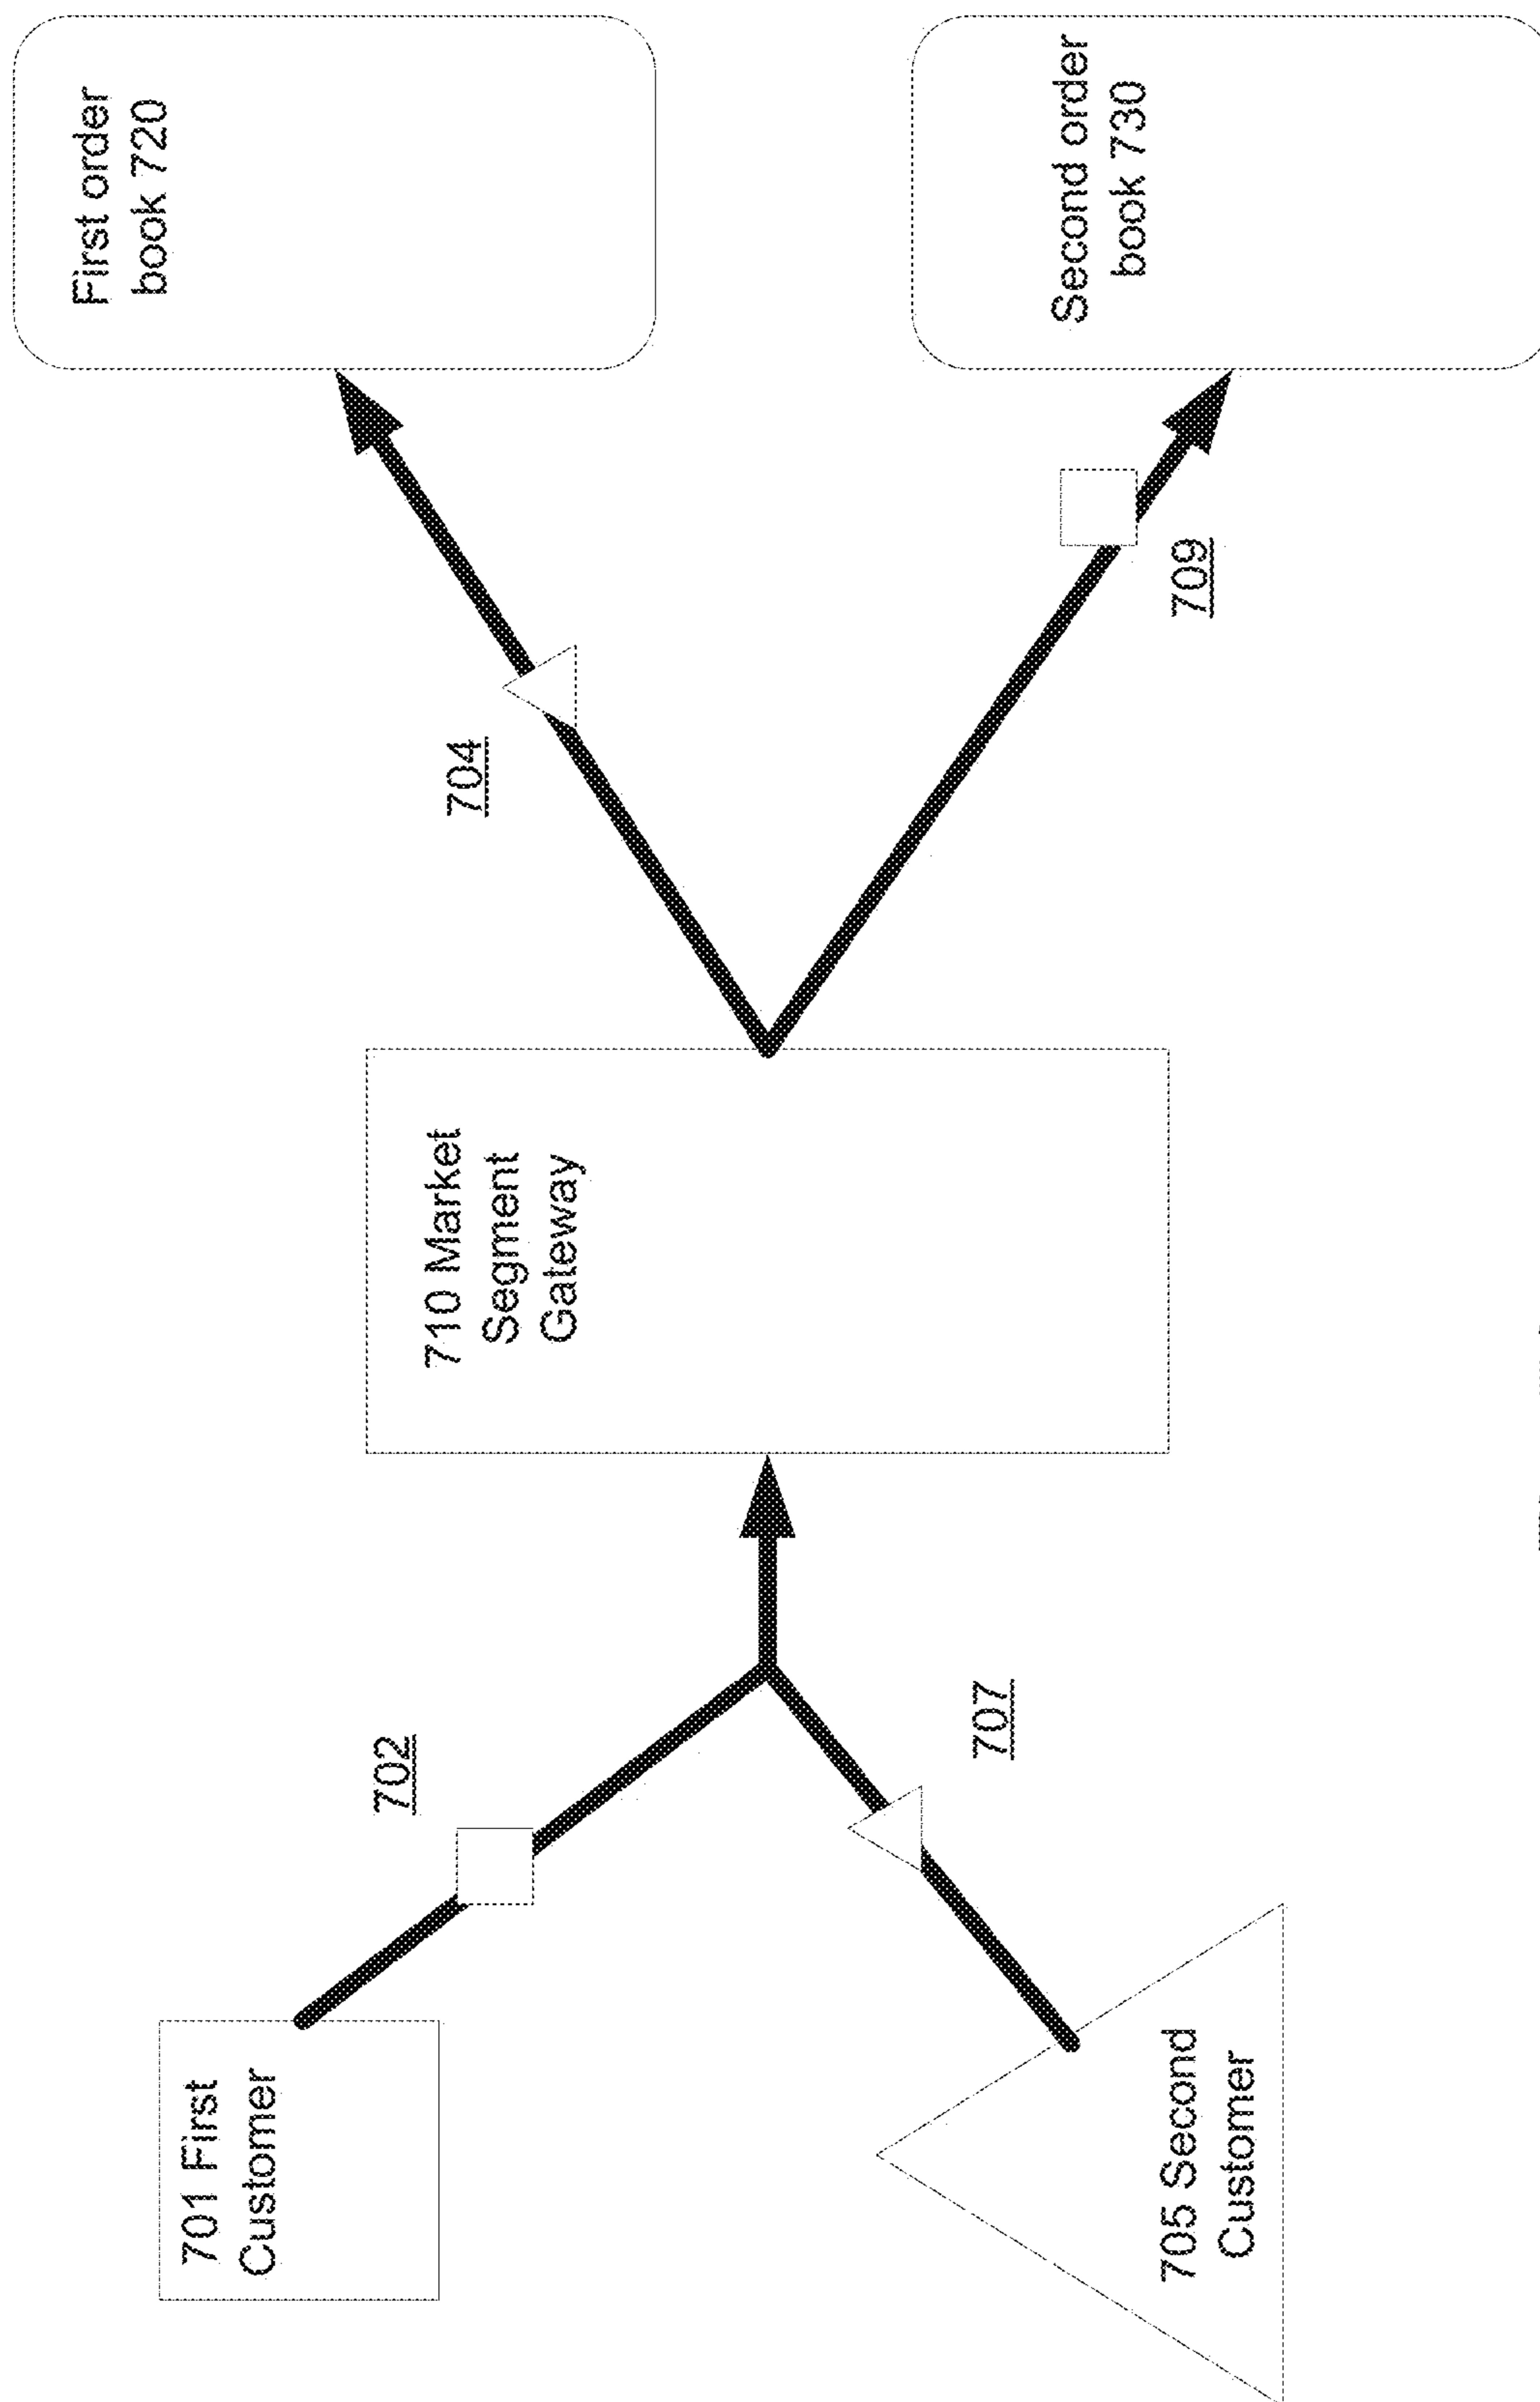 701 First
Customer
702
705 Second
Customer
707
710 Market
Segment
Gateway
704
709
First order
book 720
Second order
book 730